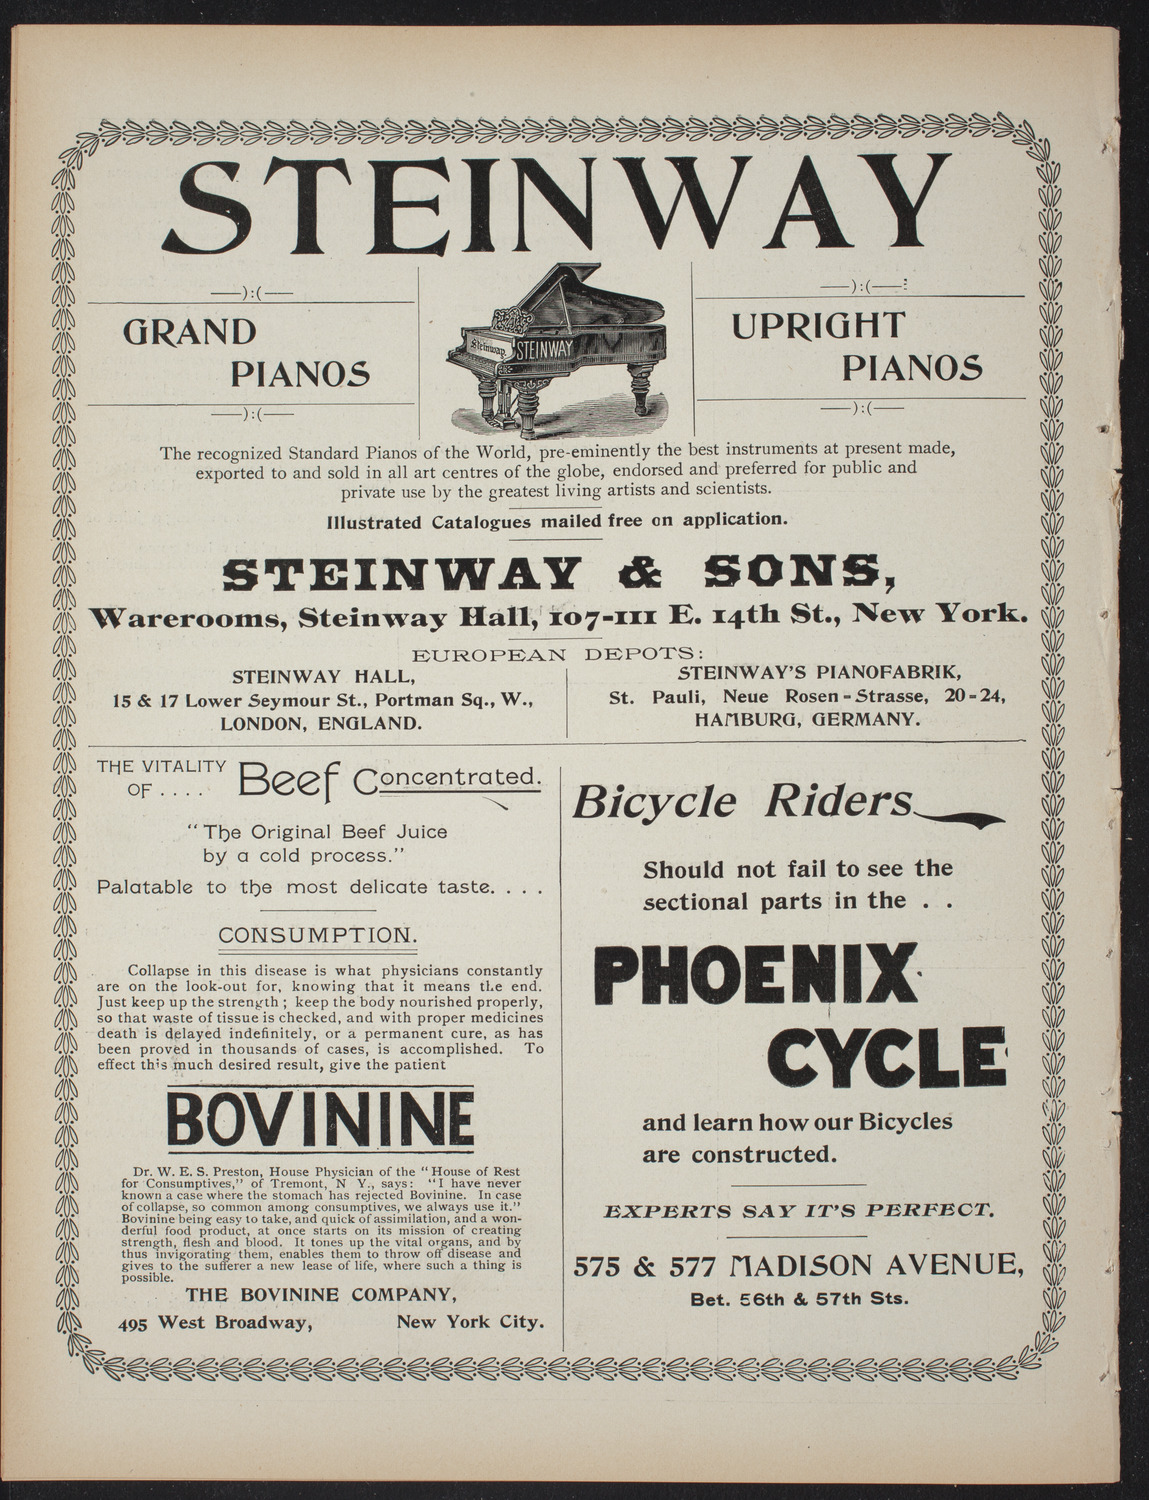 STEINWAY
——):(——
GRAND
PIANOS
——):(——
Steinway
STEINWAY
——):(——
UPRIGHT
PIANOS
——):(——
The recognized Standard Pianos of the World, pre-eminently the best instruments at present made,
exported to and sold in all art centres of the globe, endorsed and preferred for public and
private use by the greatest living artists and scientists.
Illustrated Catalogues mailed free on application.
STEINWAY & SONS,
Warerooms, Steinway Hall, 107-111 E. 14th St., New York.
EUROPEAN DEPOTS:
STEINWAY HALL,
15 & 17 Lower Seymour St., Portman Sq., W.,
LONDON, ENGLAND.
STEINWAY'S PIANOFABRIK,
St. Pauli, Neue Rosen-Strasse, 20-24,
HAMBURG, GERMANY.
THE VITALITY
OF .... Beef Concentrated.
"The Original Beef Juice
by a cold process."
Palatable to the most delicate taste. . . .
CONSUMPTION.
Collapse in this disease is what physicians constantly
are on the look-out for, knowing that it means the end.
Just keep up the strength ; keep the body nourished properly,
so that waste of tissue is checked, and with proper medicines
death is delayed indefinitely, or a permanent cure, as has
been proved in thousands of cases, is accomplished. To
effect this much desired result, give the patient
BOVININE
Dr. W. E. S. Preston, House Physician of the "House of Rest
for Consumptives," of Tremont, N Y., says: "I have never
known a case where the stomach has rejected Bovinine. In case
of collapse, so common among consumptives, we always use it."
Bovinine being easy to take, and quick of assimilation, and a won-
derful food product, at once starts on its mission of creating
strength, flesh and blood. It tones up the vital organs, and by
thus invigorating them, enables them to throw off disease and
gives to the sufferer a new lease of life, where such a thing is
possible.
THE BOVININE COMPANY,
495 West Broadway, New York City.
Bicycle Riders
Should not fail to see the
sectional parts in the . .
PHOENIX
CYCLE
and learn how our Bicycles
are constructed.
EXPERTS SAY IT'S PERFECT.
575 & 577 MADISON AVENUE,
Bet. 56th & 57th Sts.